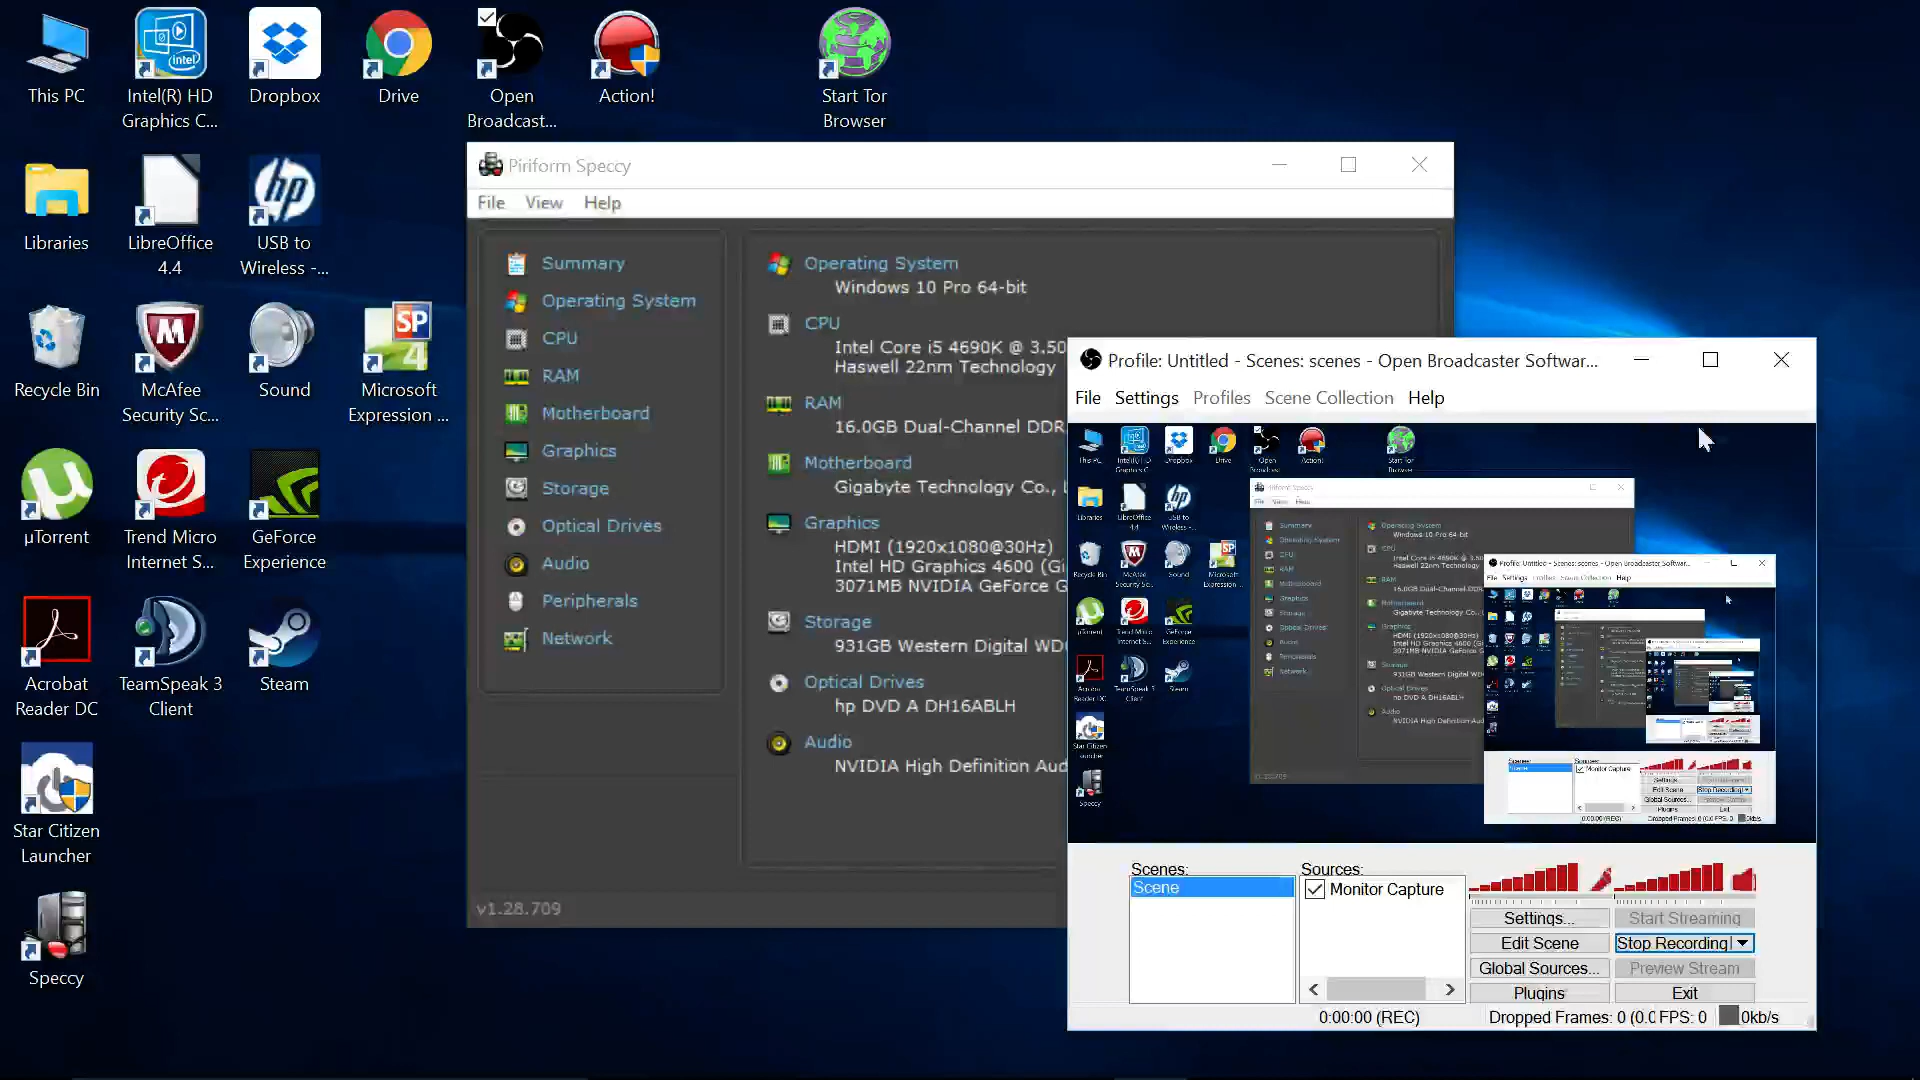 This PC
Intel(R) HD
Graphics C...
Dropbox
Drive
Open
Broadcast...
Action!
Start Tor
Browser
Libraries
LibreOffice
4.4
USB to
Wireless -...
Recycle Bin
McAfee
Security Sc...
Sound
Microsoft
Expression ...
µTorrent
Trend Micro
Internet S...
GeForce
Experience
Acrobat
Reader DC
TeamSpeak 3
Client
Steam
Star Citizen
Launcher
Speccy
Piriform Speccy
File View Help
Summary
Operating System
CPU
RAM
Motherboard
Graphics
Storage
Optical Drives
Audio
Peripherals
Network
Operating System
Windows 10 Pro 64-bit
CPU
Intel Core i5 4690K @ 3.50
Haswell 22nm Technology
RAM
16.0GB Dual-Channel DDR
Motherboard
Gigabyte Technology Co.,
Graphics
HDMI (1920x1080@30Hz)
Intel HD Graphics 4600 (Gi
3071MB NVIDIA GeForce G
Storage
931GB Western Digital WD
Optical Drives
hp DVD A DH16ABLH
Audio
NVIDIA High Definition Aud
v1.28.709
Profile: Untitled - Scenes: scenes - Open Broadcaster Softwar...
File Settings Profiles Scene Collection Help
Scenes:
Scene
Sources:
Monitor Capture
Settings...
Start Streaming
Edit Scene
Stop Recording
Global Sources...
Preview Stream
Plugins
Exit
0:00:00 (REC)
Dropped Frames: 0 (0.0 FPS: 0
0kb/s